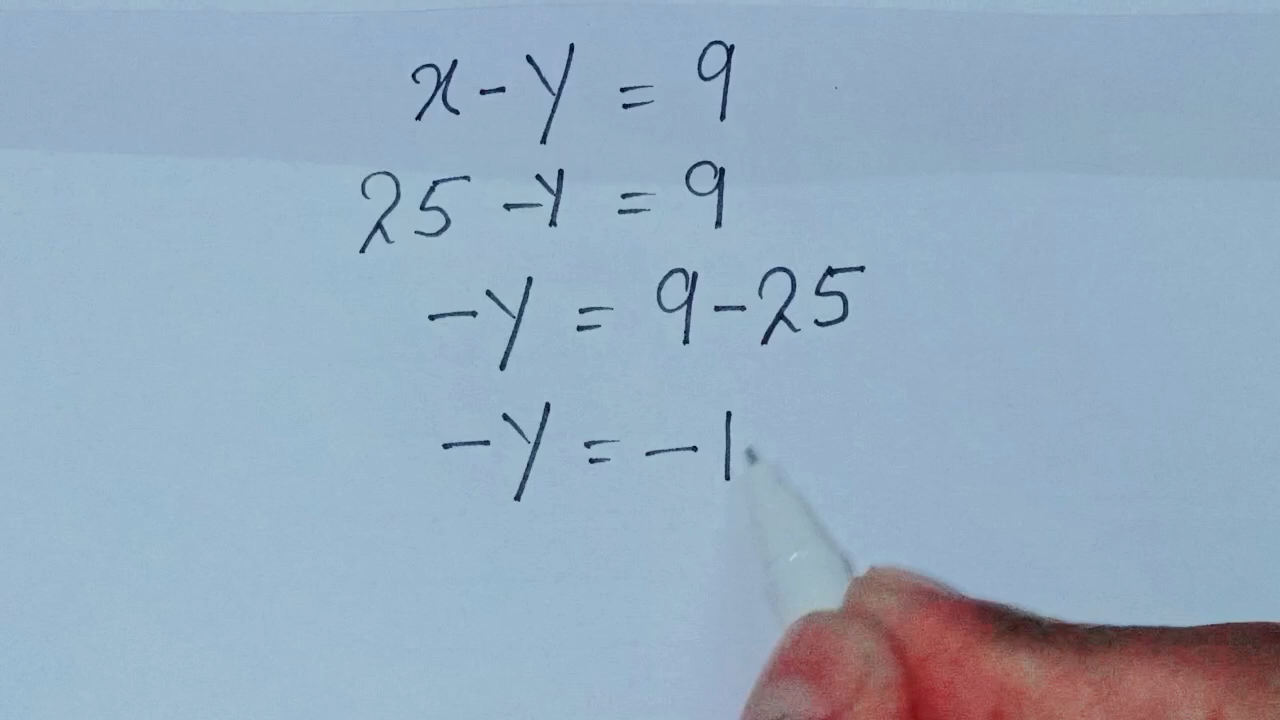 x - y = 9
25 - y = 9
- y = 9 - 25
- y = - 1